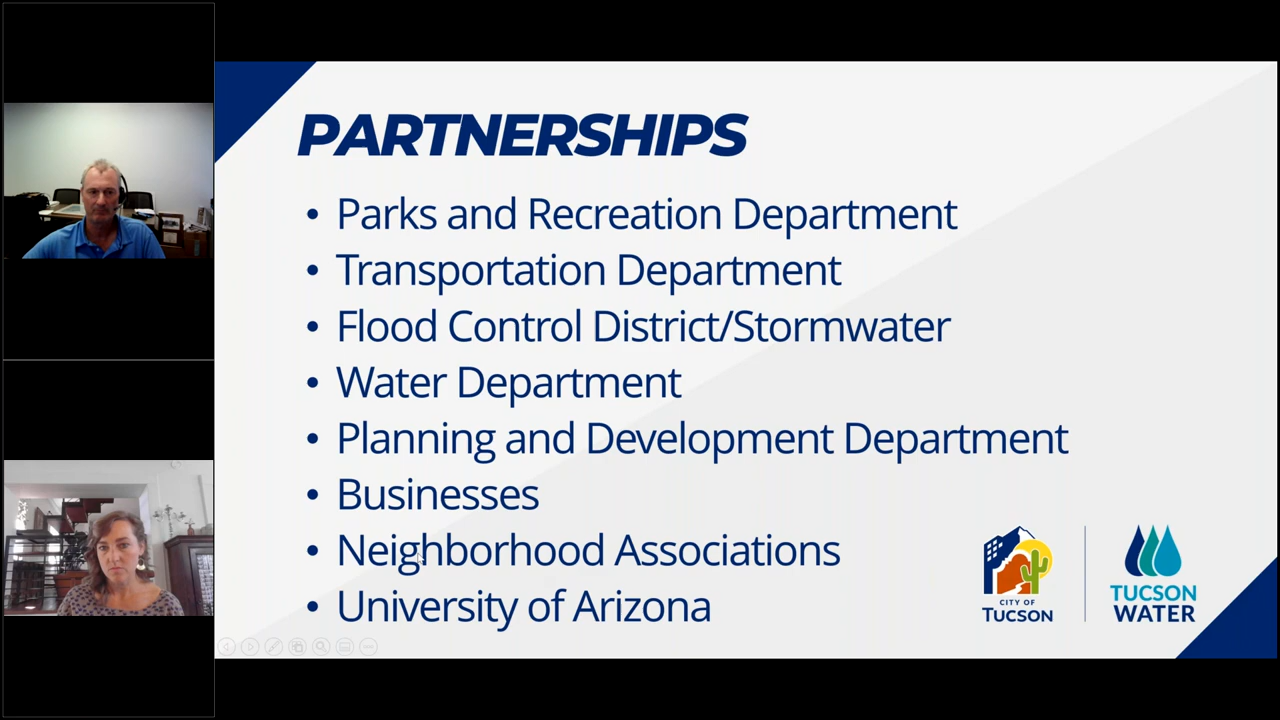 PARTNERSHIPS
• Parks and Recreation Department
• Transportation Department
• Flood Control District/Stormwater
• Water Department
• Planning and Development Department
• Businesses
• Neighborhood Associations
• University of Arizona
CITY OF
TUCSON
TUCSON
WATER